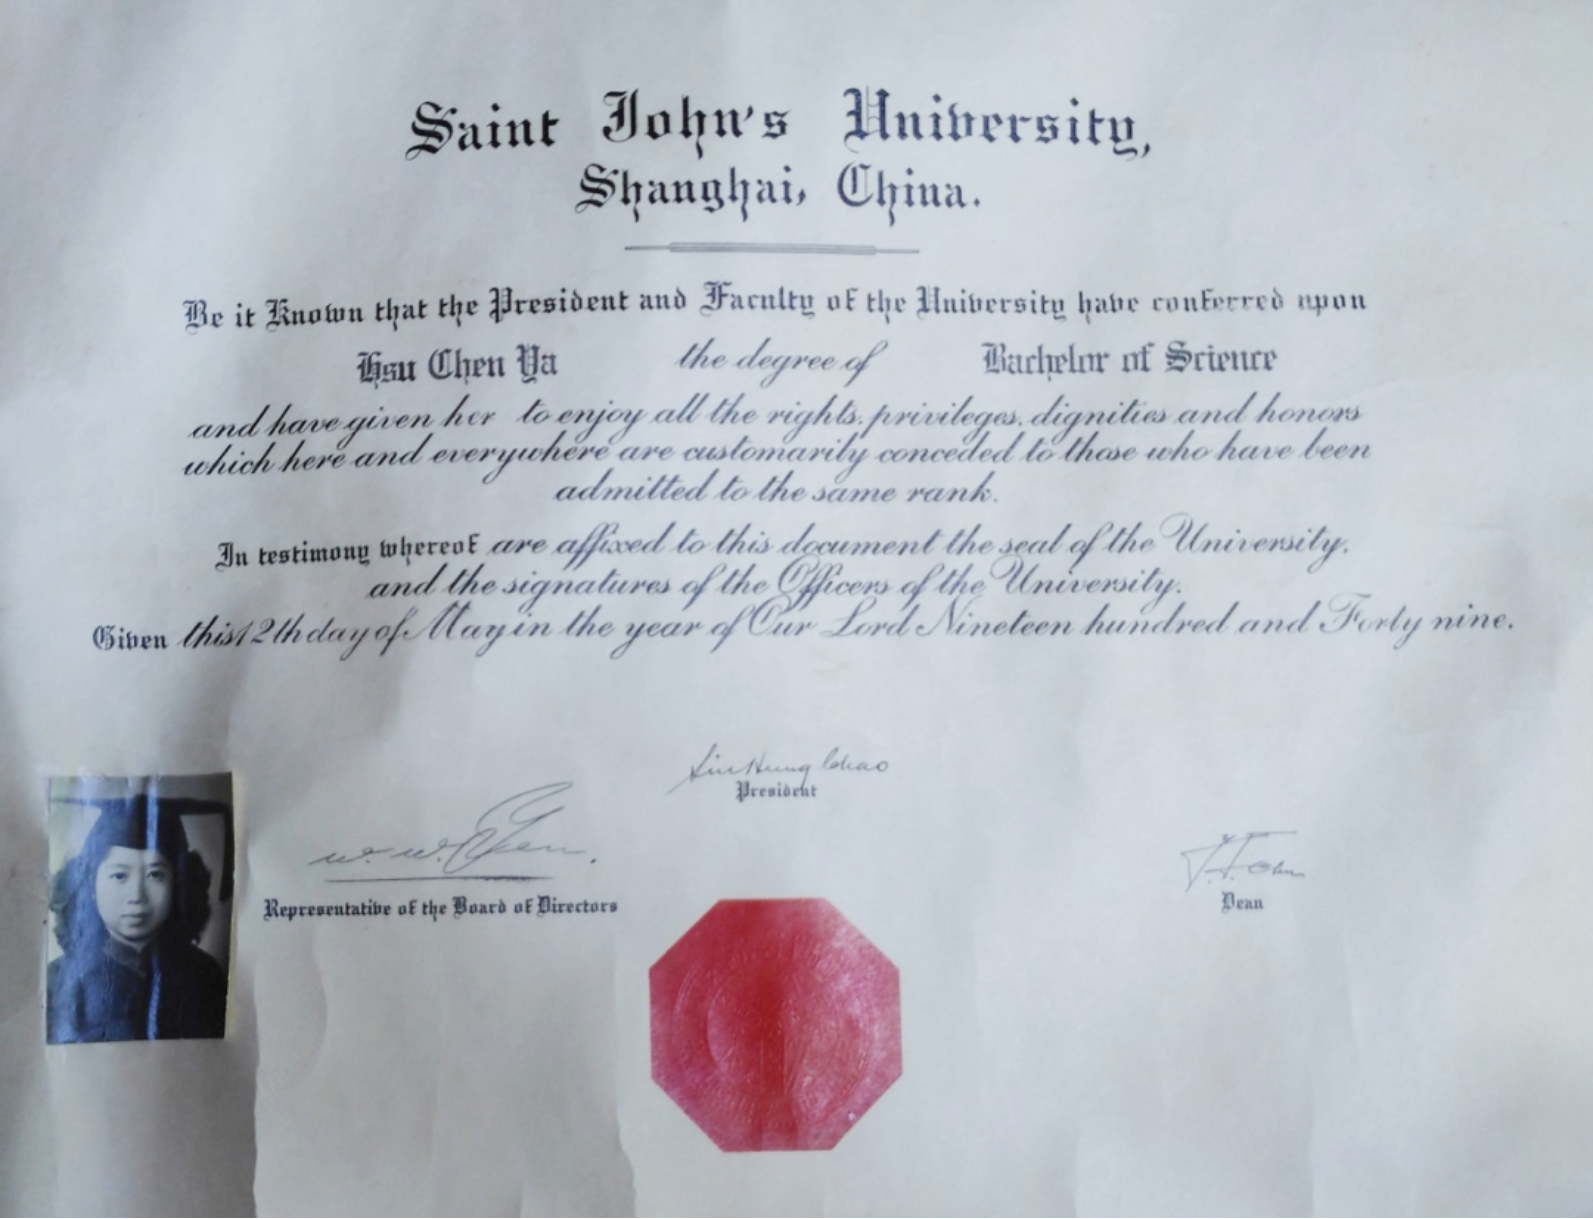 Saint John's University,
Shanghai, China.
Be it Known that the President and Faculty of the University have conferred upon
Hsu Chen Ya the degree of Bachelor of Science
and have given her to enjoy all the rights, privileges, dignities and honors
which here and everywhere are customarily conceded to those who have been
admitted to the same rank.
In testimony whereof are affixed to this document the seal of the University,
and the signatures of the Officers of the University.
Given this 12th day of May in the year of Our Lord Nineteen hundred and Forty nine.
President
W. W. Yen.
Representative of the Board of Directors
Dean